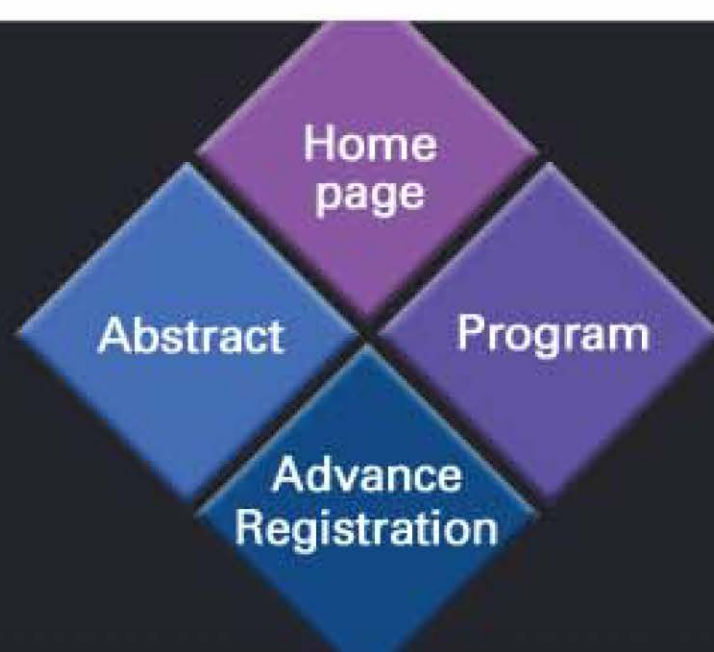 Home
page
Abstract
Program
Advance
Registration